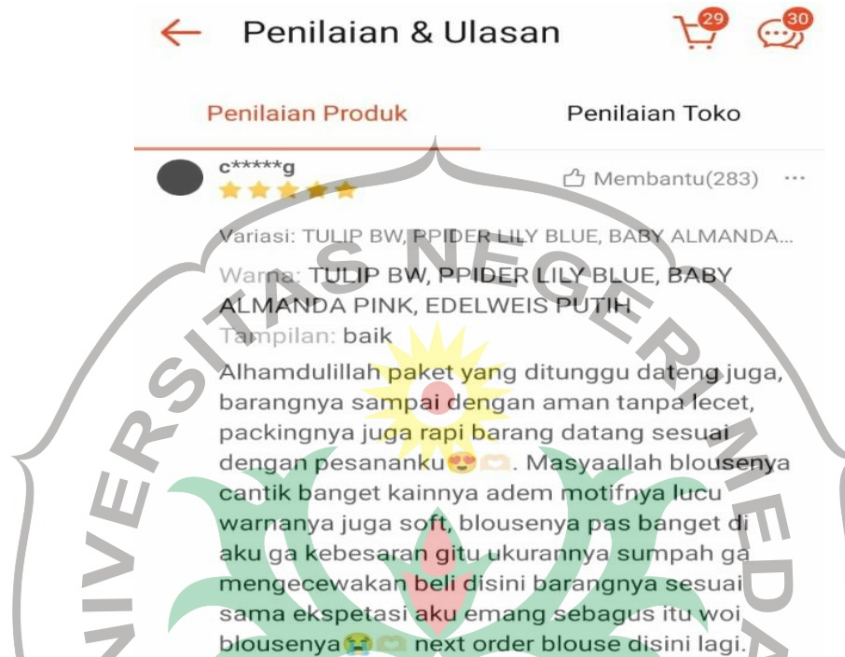 Penilaian & Ulasan
29
30
Penilaian Produk
Penilaian Toko
c*****g
Membantu(283)
Variasi: TULIP BW, PPIDER LILY BLUE, BABY ALMANDA...
Warna: TULIP BW, PPIDER LILY BLUE, BABY
ALMANDA PINK, EDELWEIS PUTIH
Tampilan: baik
Alhamdulillah paket yang ditunggu dateng juga,
barangnya sampai dengan aman tanpa lecet,
packingnya juga rapi barang datang sesuai
dengan pesananku😍🫶. Masyaallah blousenya
cantik banget kainnya adem motifnya lucu
warnanya juga soft, blousenya pas banget di
aku ga kebesaran gitu ukurannya sumpah ga
mengecewakan beli disini barangnya sesuai
sama ekspetasi aku emang sebagus itu woi
blousenya😭🫶 next order blouse disini lagi.
NIVERSITAS NEGERI MEDA